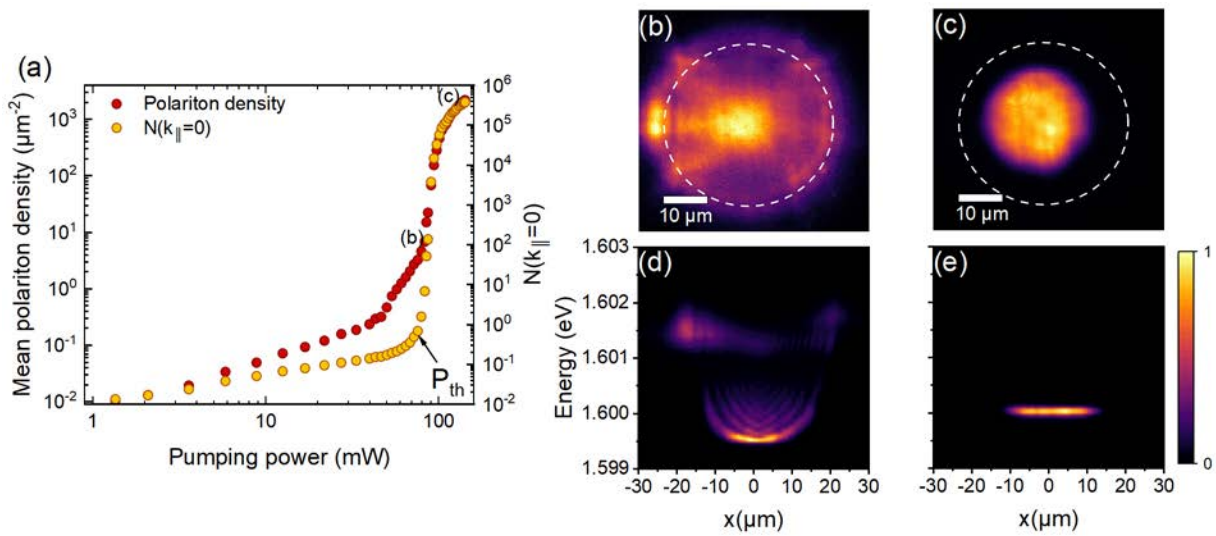 (a)
Mean polariton density (µm⁻²)
10³
10²
10¹
10⁰
10⁻¹
10⁻²
Polariton density
N(k∥=0)
(c)
(b)
Pth
10⁶
10⁵
10⁴
10³
10²
10¹
10⁰
10⁻¹
10⁻²
N(k∥=0)
1 10 100
Pumping power (mW)
(b)
10 µm
(c)
10 µm
(d)
Energy (eV)
1.603
1.602
1.601
1.600
1.599
-30 -20 -10 0 10 20 30
x(µm)
(e)
-30 -20 -10 0 10 20 30
x(µm)
1
0